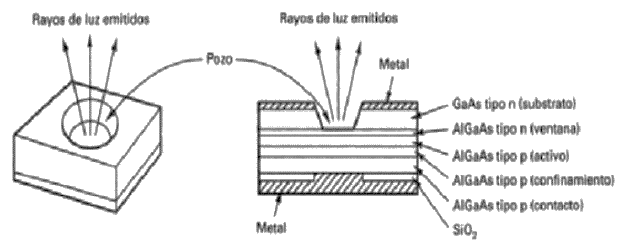 Rayos de luz emitidos
Rayos de luz emitidos
Pozo
Metal
GaAs tipo n (substrato)
AlGaAs tipo n (ventana)
AlGaAs tipo p (activo)
AlGaAs tipo p (confinamiento)
AlGaAs tipo p (contacto)
SiO₂
Metal